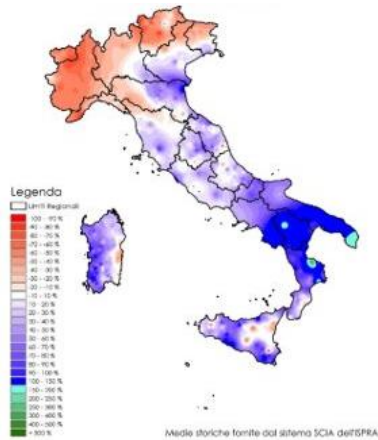 Legenda
Limiti Regionali
-100 - -90 %
-90 - -80 %
-80 - -70 %
-70 - -60 %
-60 - -50 %
-50 - -40 %
-40 - -30 %
-30 - -20 %
-20 - -10 %
-10 - 10 %
10 - 20 %
20 - 30 %
30 - 40 %
40 - 50 %
50 - 60 %
60 - 70 %
70 - 80 %
80 - 90 %
90 - 100 %
100 - 150 %
150 - 200 %
200 - 250 %
250 - 300 %
300 - 400 %
400 - 500 %
> 500 %
Medie storiche fornite dal sistema SCIA dell'ISPRA